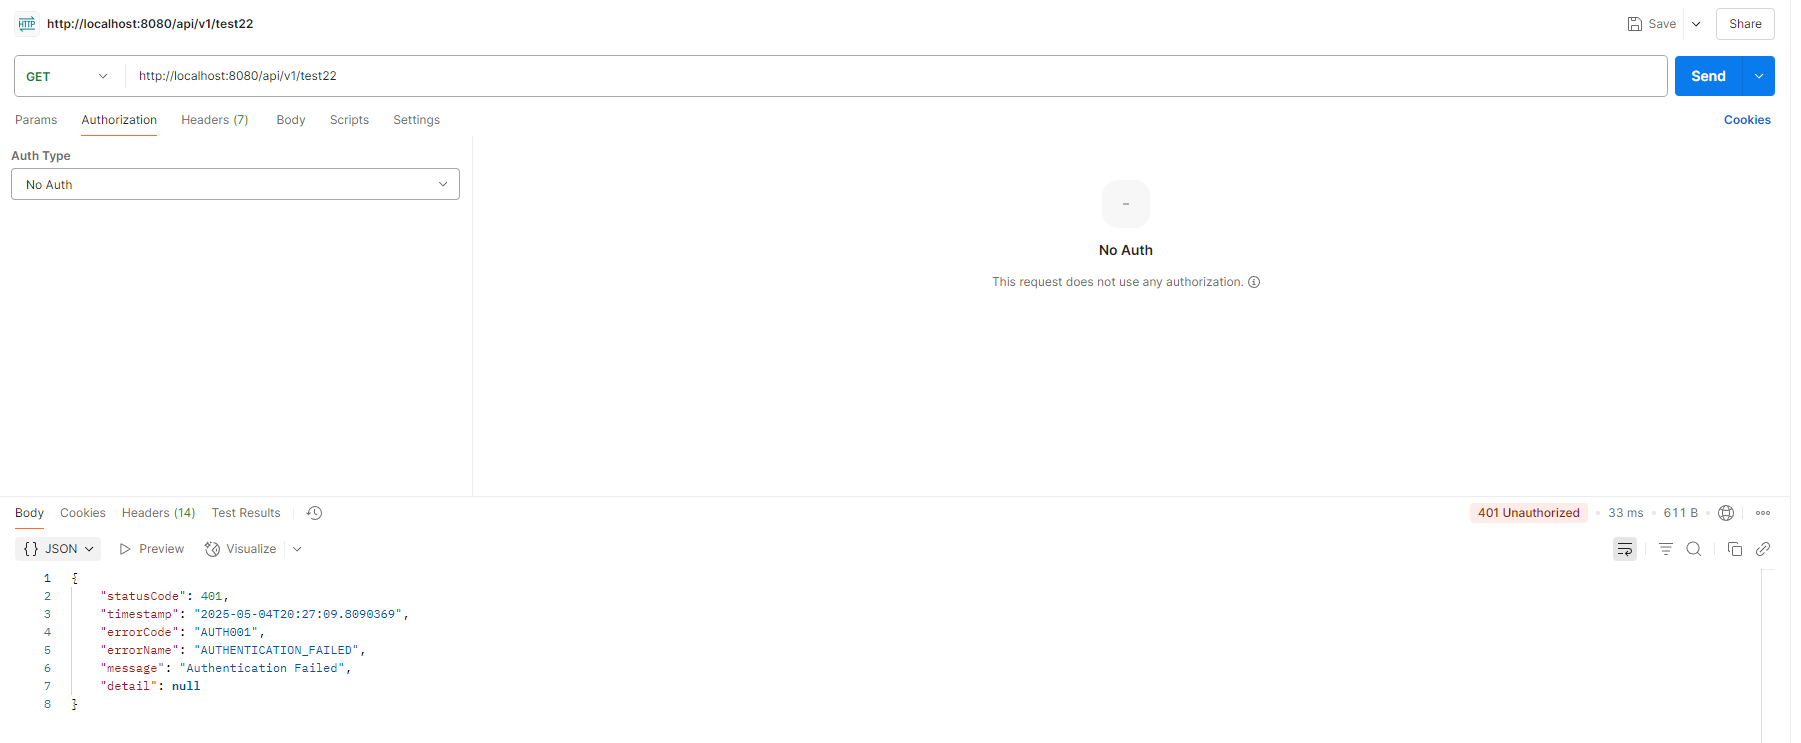 HTTP http://localhost:8080/api/v1/test22 Save Share
GET http://localhost:8080/api/v1/test22 Send
Params Authorization Headers (7) Body Scripts Settings Cookies
Auth Type
No Auth
-
No Auth
This request does not use any authorization.
Body Cookies Headers (14) Test Results 401 Unauthorized 33 ms 611 B
{} JSON Preview Visualize
1 {
2 "statusCode": 401,
3 "timestamp": "2025-05-04T20:27:09.8090369",
4 "errorCode": "AUTH001",
5 "errorName": "AUTHENTICATION_FAILED",
6 "message": "Authentication Failed",
7 "detail": null
8 }